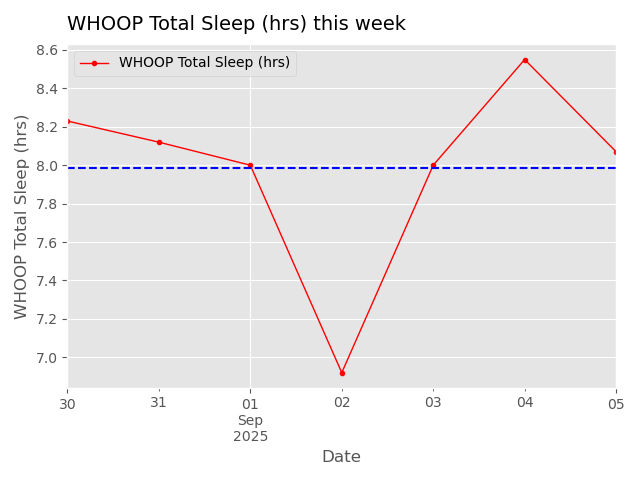 WHOOP Total Sleep (hrs) this week
WHOOP Total Sleep (hrs)
WHOOP Total Sleep (hrs)
8.6
8.4
8.2
8.0
7.8
7.6
7.4
7.2
7.0
30 31 01 02 03 04 05
Sep
2025
Date